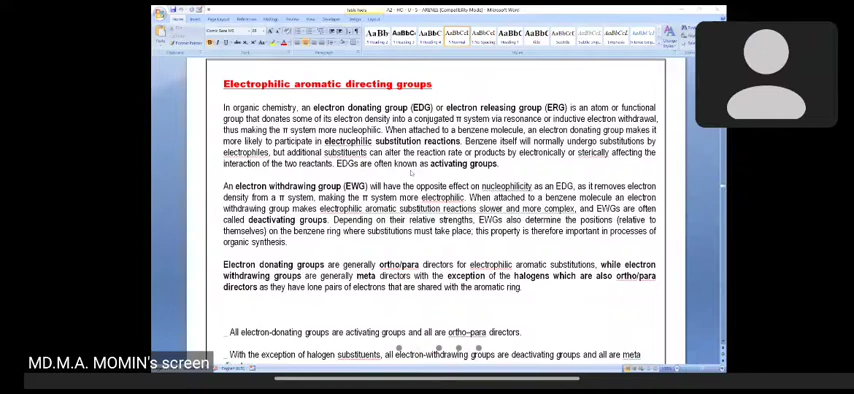 Home Insert Page Layout References Mailings Review View Add-Ins Design Layout
Electrophilic aromatic directing groups
In organic chemistry, an electron donating group (EDG) or electron releasing group (ERG) is an atom or functional
group that donates some of its electron density into a conjugated π system via resonance or inductive electron withdrawal,
thus making the π system more nucleophilic. When attached to a benzene molecule, an electron donating group makes it
more likely to participate in electrophilic substitution reactions. Benzene itself will normally undergo substitutions by
electrophiles, but additional substituents can alter the reaction rate or products by electronically or sterically affecting the
interaction of the two reactants. EDGs are often known as activating groups.
An electron withdrawing group (EWG) will have the opposite effect on nucleophilicity as an EDG, as it removes electron
density from a π system, making the π system more electrophilic. When attached to a benzene molecule an electron
withdrawing group makes electrophilic aromatic substitution reactions slower and more complex, and EWGs are often
called deactivating groups. Depending on their relative strengths, EWGs also determine the positions (relative to
themselves) on the benzene ring where substitutions must take place; this property is therefore important in processes of
organic synthesis.
Electron donating groups are generally ortho/para directors for electrophilic aromatic substitutions, while electron
withdrawing groups are generally meta directors with the exception of the halogens which are also ortho/para
directors as they have lone pairs of electrons that are shared with the aromatic ring.
_ All electron-donating groups are activating groups and all are ortho–para directors.
_ With the exception of halogen substituents, all electron-withdrawing groups are deactivating groups and all are meta
MD.M.A. MOMIN's screen